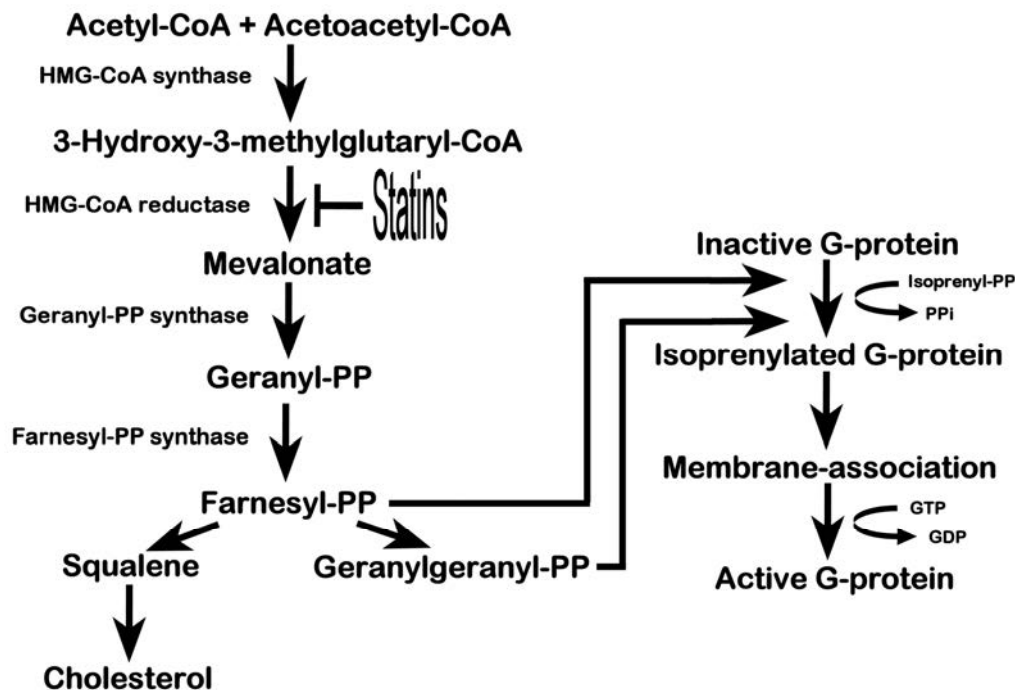 Acetyl-CoA + Acetoacetyl-CoA
HMG-CoA synthase
3-Hydroxy-3-methylglutaryl-CoA
HMG-CoA reductase
Statins
Mevalonate
Geranyl-PP synthase
Geranyl-PP
Farnesyl-PP synthase
Farnesyl-PP
Squalene
Geranylgeranyl-PP
Cholesterol
Inactive G-protein
Isoprenyl-PP
PPi
Isoprenylated G-protein
Membrane-association
GTP
GDP
Active G-protein